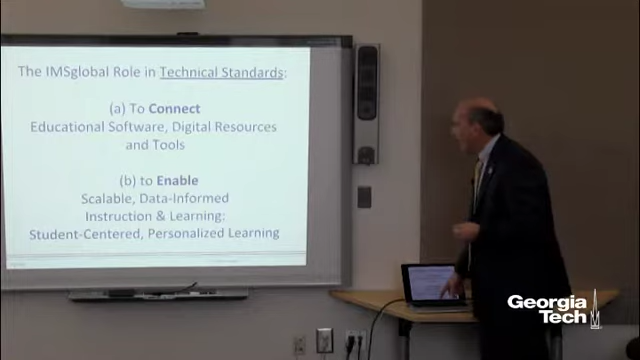 The IMSglobal Role in Technical Standards:
(a) To Connect
Educational Software, Digital Resources
and Tools
(b) to Enable
Scalable, Data-Informed
Instruction & Learning:
Student-Centered, Personalized Learning
Georgia
Tech